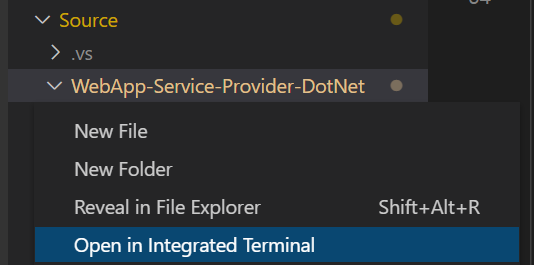 Source
.vs
WebApp-Service-Provider-DotNet
New File
New Folder
Reveal in File Explorer Shift+Alt+R
Open in Integrated Terminal